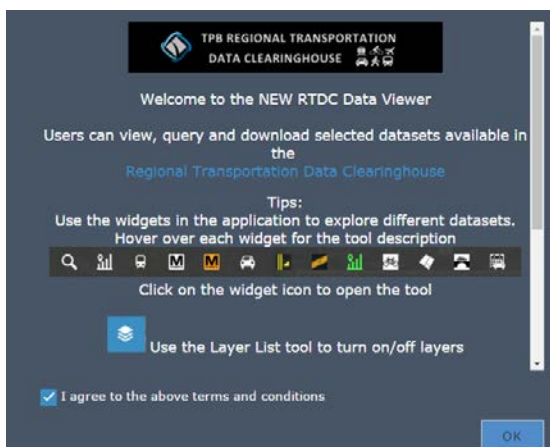 TPB REGIONAL TRANSPORTATION
DATA CLEARINGHOUSE
Welcome to the NEW RTDC Data Viewer
Users can view, query and download selected datasets available in
the
Regional Transportation Data Clearinghouse
Tips:
Use the widgets in the application to explore different datasets.
Hover over each widget for the tool description
M M
Click on the widget icon to open the tool
Use the Layer List tool to turn on/off layers
I agree to the above terms and conditions
OK